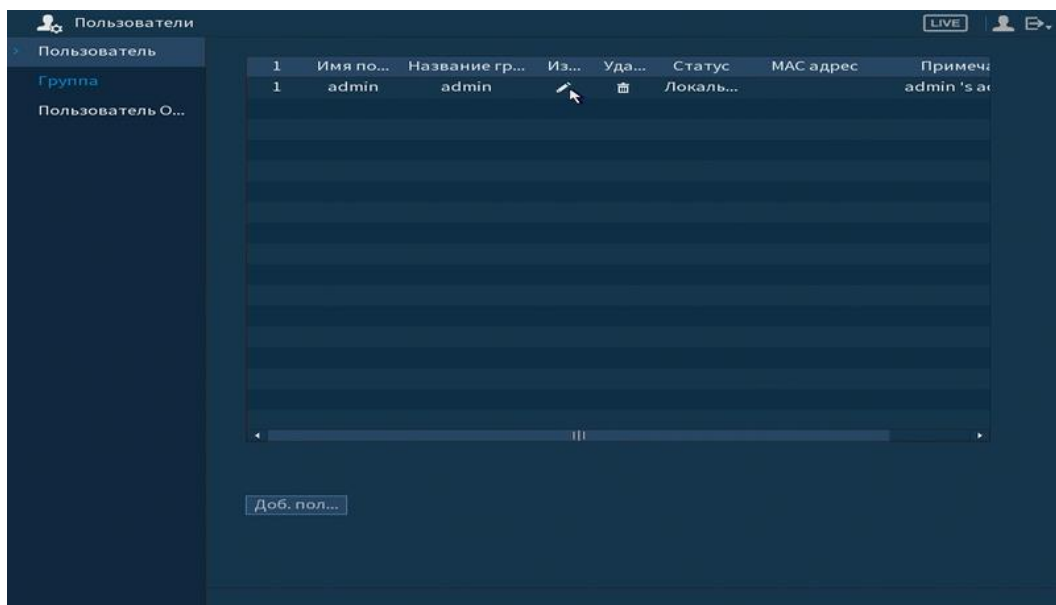 Пользователи
LIVE
Пользователь
Группа
Пользователь О...
1 Имя по... Название гр... Из... Уда... Статус МАС адрес Примеча
1 admin admin Локаль... admin 's a
Доб. пол...